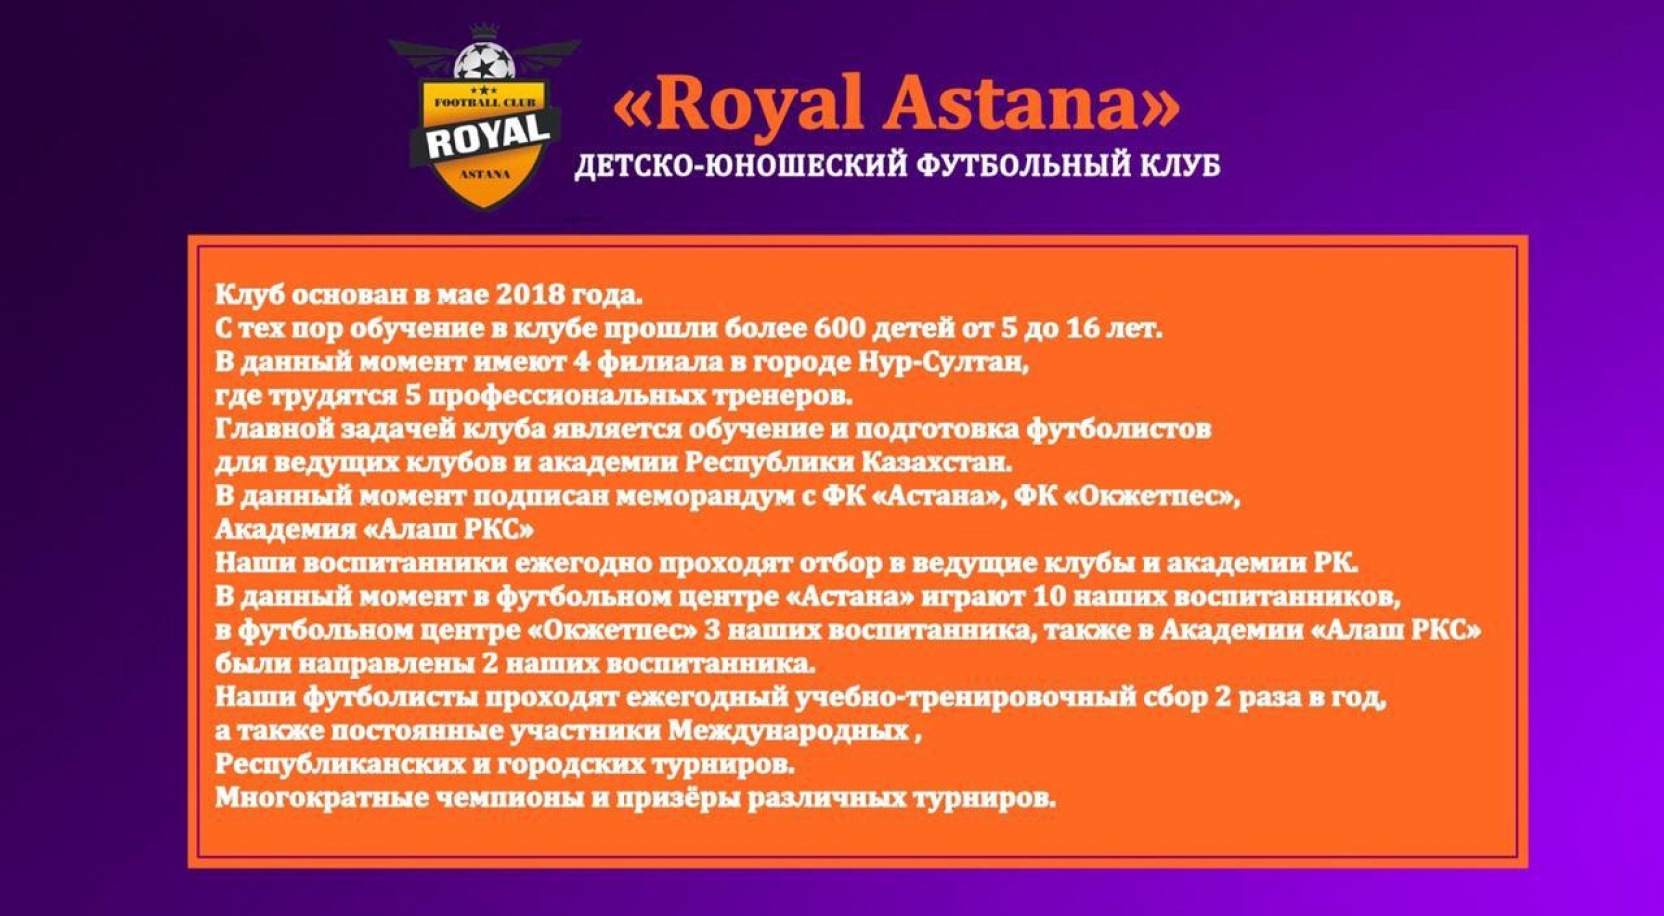 FOOTBALL CLUB
ROYAL
ASTANA
«Royal Astana»
ДЕТСКО-ЮНОШЕСКИЙ ФУТБОЛЬНЫЙ КЛУБ
Клуб основан в мае 2018 года.
С тех пор обучение в клубе прошли более 600 детей от 5 до 16 лет.
В данный момент имеют 4 филиала в городе Нур-Султан,
где трудятся 5 профессиональных тренеров.
Главной задачей клуба является обучение и подготовка футболистов
для ведущих клубов и академии Республики Казахстан.
В данный момент подписан меморандум с ФК «Астана», ФК «Окжетпес»,
Академия «Алаш РКС»
Наши воспитанники ежегодно проходят отбор в ведущие клубы и академии РК.
В данный момент в футбольном центре «Астана» играют 10 наших воспитанников,
в футбольном центре «Окжетпес» 3 наших воспитанника, также в Академии «Алаш РКС»
были направлены 2 наших воспитанника.
Наши футболисты проходят ежегодный учебно-тренировочный сбор 2 раза в год,
а также постоянные участники Международных ,
Республиканских и городских турниров.
Многократные чемпионы и призёры различных турниров.